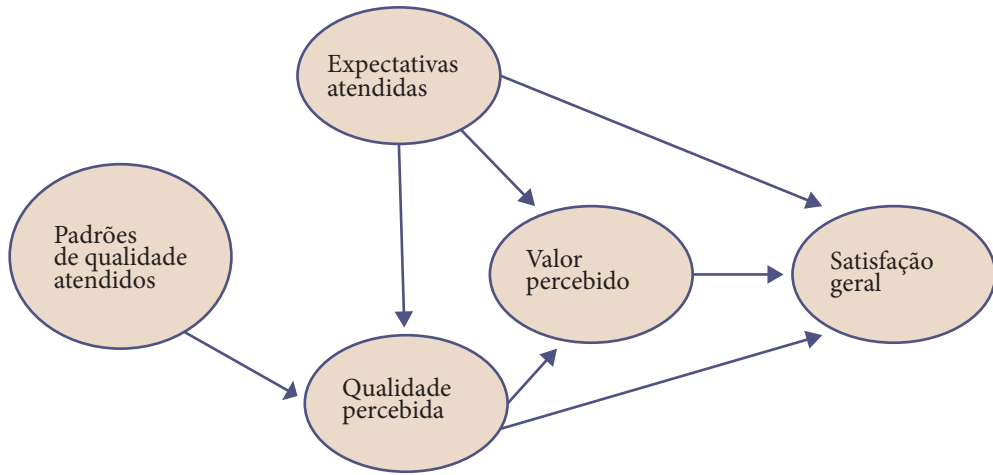 Expectativas
atendidas
Padrões
de qualidade
atendidos
Valor
percebido
Satisfação
geral
Qualidade
percebida